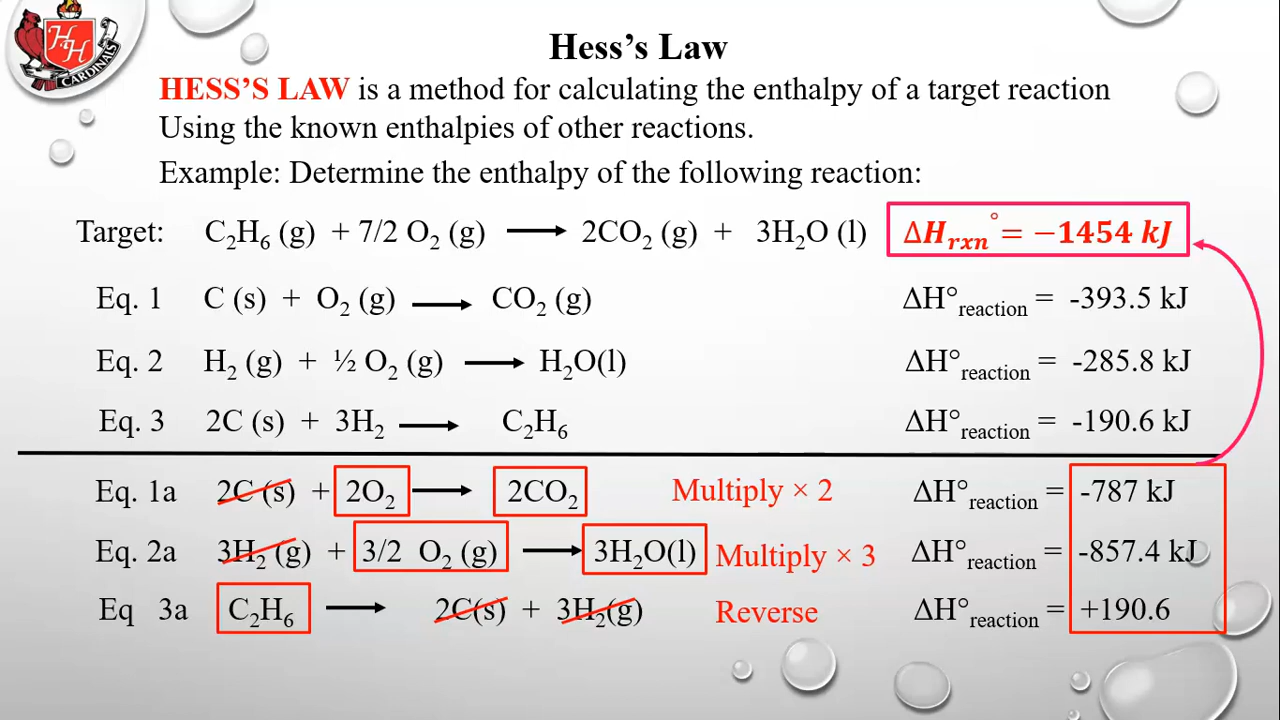 HH
CARDINALS
Hess’s Law
HESS’S LAW is a method for calculating the enthalpy of a target reaction
Using the known enthalpies of other reactions.
Example: Determine the enthalpy of the following reaction:
Target: C₂H₆ (g) + 7/2 O₂ (g) ⟶ 2CO₂ (g) + 3H₂O (l) ΔHᵣₓₙ° = −1454 kJ
Eq. 1 C (s) + O₂ (g) ⟶ CO₂ (g) ΔH°reaction = -393.5 kJ
Eq. 2 H₂ (g) + ½ O₂ (g) ⟶ H₂O(l) ΔH°reaction = -285.8 kJ
Eq. 3 2C (s) + 3H₂ ⟶ C₂H₆ ΔH°reaction = -190.6 kJ
Eq. 1a 2C (s) + 2O₂ ⟶ 2CO₂ Multiply × 2 ΔH°reaction = -787 kJ
Eq. 2a 3H₂ (g) + 3/2 O₂ (g) ⟶ 3H₂O(l) Multiply × 3 ΔH°reaction = -857.4 kJ
Eq 3a C₂H₆ ⟶ 2C(s) + 3H₂(g) Reverse ΔH°reaction = +190.6